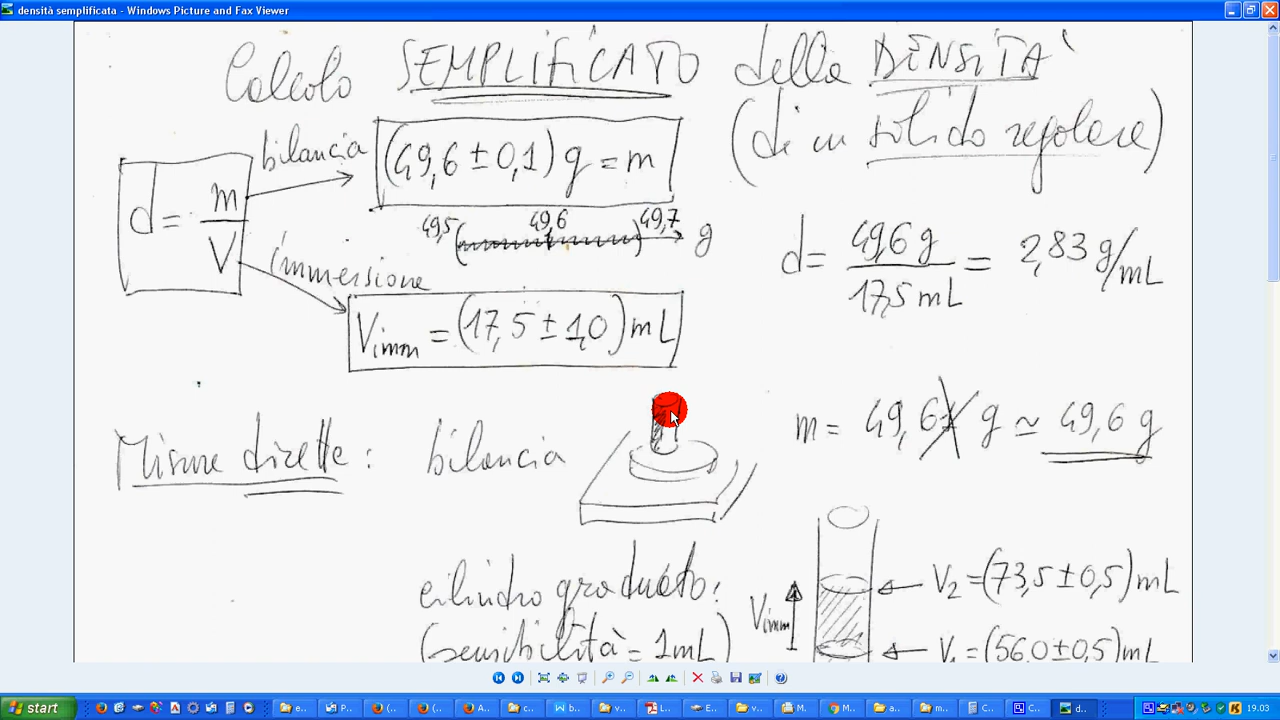 densità semplificata - Windows Picture and Fax Viewer
Calcolo SEMPLIFICATO della DENSITA'
(di un solido regolare)
d = m/V
bilancia
(49,6 ± 0,1) g = m
49,5 49,6 49,7 g
immersione
Vimm = (17,5 ± 1,0) mL
d = 49,6 g / 17,5 mL = 2,83 g/mL
Misure dirette: bilancia
m = 49,6 g ≃ 49,6 g
cilindro graduato:
(sensibilità = 1mL)
Vimm
V2 = (73,5 ± 0,5) mL
V1 = (56,0 ± 0,5) mL
start
e...
P...
(...
(...
A...
c...
b...
v...
L...
E...
v...
M...
M...
a...
m...
C...
C...
d...
19.03